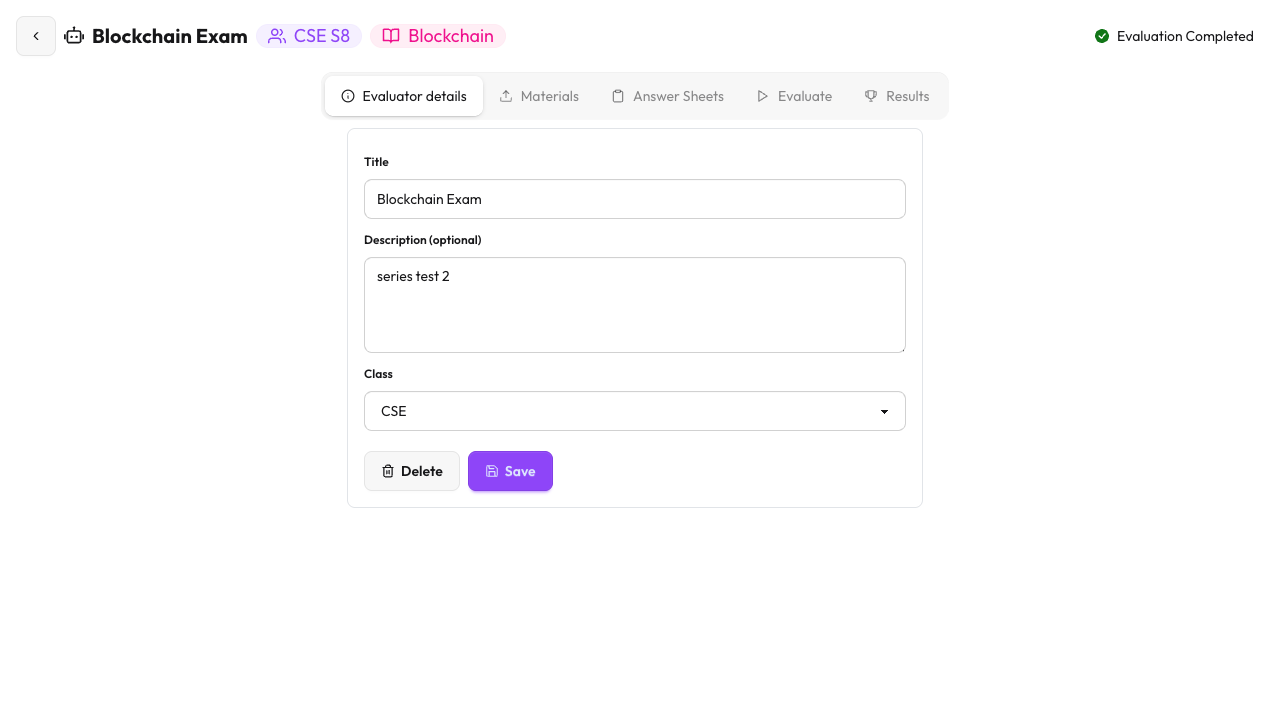 Blockchain Exam CSE S8 Blockchain Evaluation Completed
Evaluator details Materials Answer Sheets Evaluate Results
Title
Blockchain Exam
Description (optional)
series test 2
Class
CSE
Delete Save